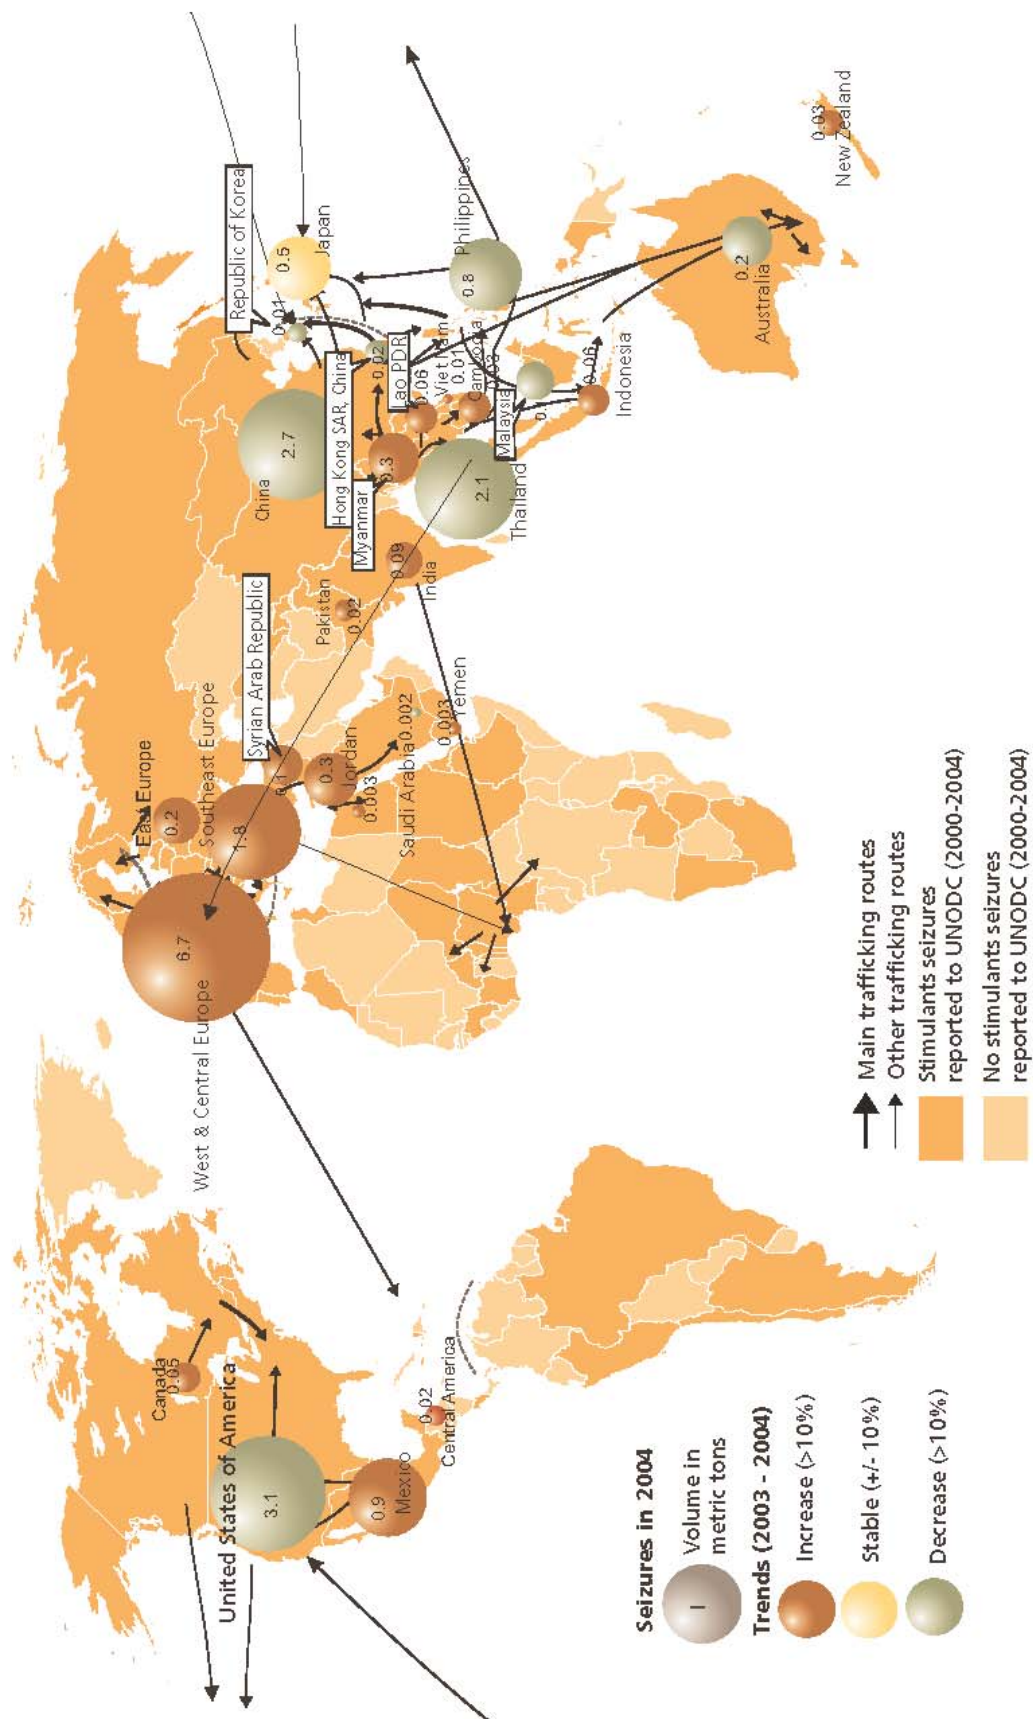 Canada
0.05
United States of America
3.1
0.9
Mexico
0.02
Central America
West & Central Europe
6.7
East Europe
0.2
Southeast Europe
1.8
Syrian Arab Republic
0.1
0.3
Jordan
0.003
Saudi Arabia
0.002
0.003
Yemen
Pakistan
0.02
0.09
India
China
2.7
Myanmar
0.3
Hong Kong SAR, China
0.02
Lao PDR
0.06
Viet Nam
0.01
Cambodia
0.03
Thailand
2.1
Malaysia
Republic of Korea
0.01
0.5
Japan
0.8
Philippines
0.06
Indonesia
0.2
Australia
0.03
New Zealand
Seizures in 2004
1
Volume in
metric tons
Trends (2003 - 2004)
Increase (>10%)
Stable (+/- 10%)
Decrease (>10%)
Main trafficking routes
Other trafficking routes
Stimulants seizures
reported to UNODC (2000-2004)
No stimulants seizures
reported to UNODC (2000-2004)